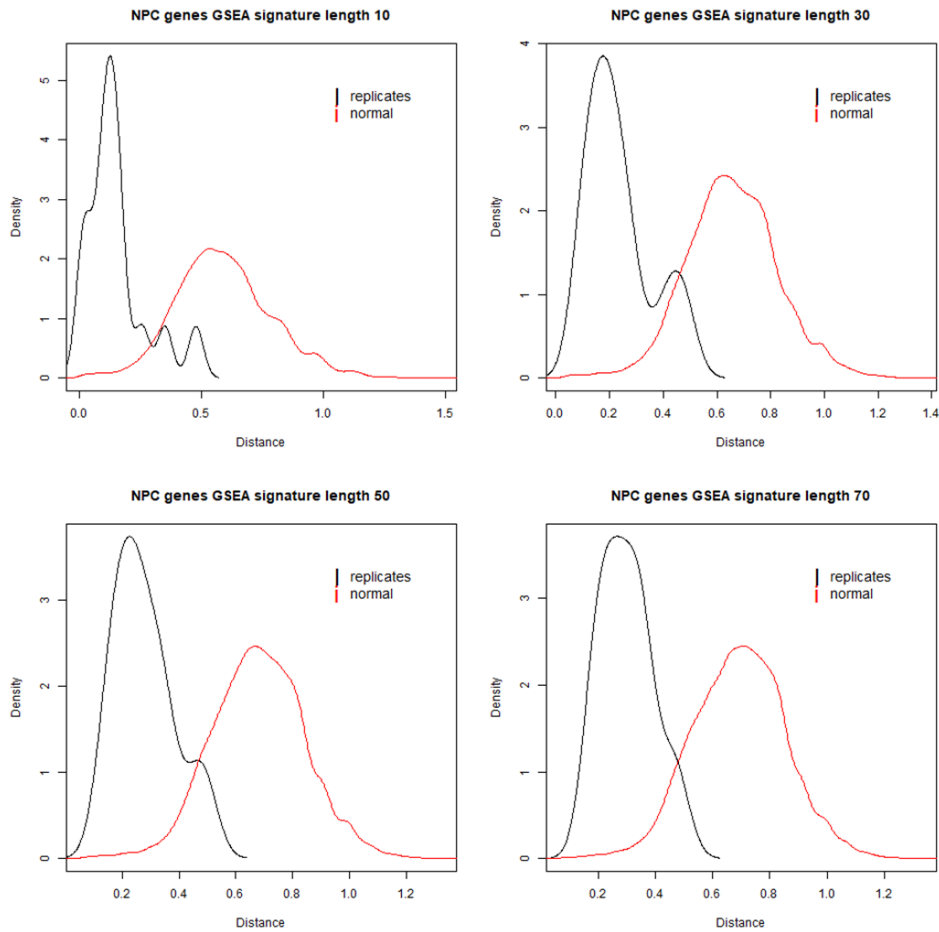 NPC genes GSEA signature length 10
Density
5
4
3
2
1
0
replicates
normal
0.0 0.5 1.0 1.5
Distance
NPC genes GSEA signature length 30
Density
4
3
2
1
0
replicates
normal
0.0 0.2 0.4 0.6 0.8 1.0 1.2 1.4
Distance
NPC genes GSEA signature length 50
Density
3
2
1
0
replicates
normal
0.2 0.4 0.6 0.8 1.0 1.2
Distance
NPC genes GSEA signature length 70
Density
3
2
1
0
replicates
normal
0.2 0.4 0.6 0.8 1.0 1.2
Distance